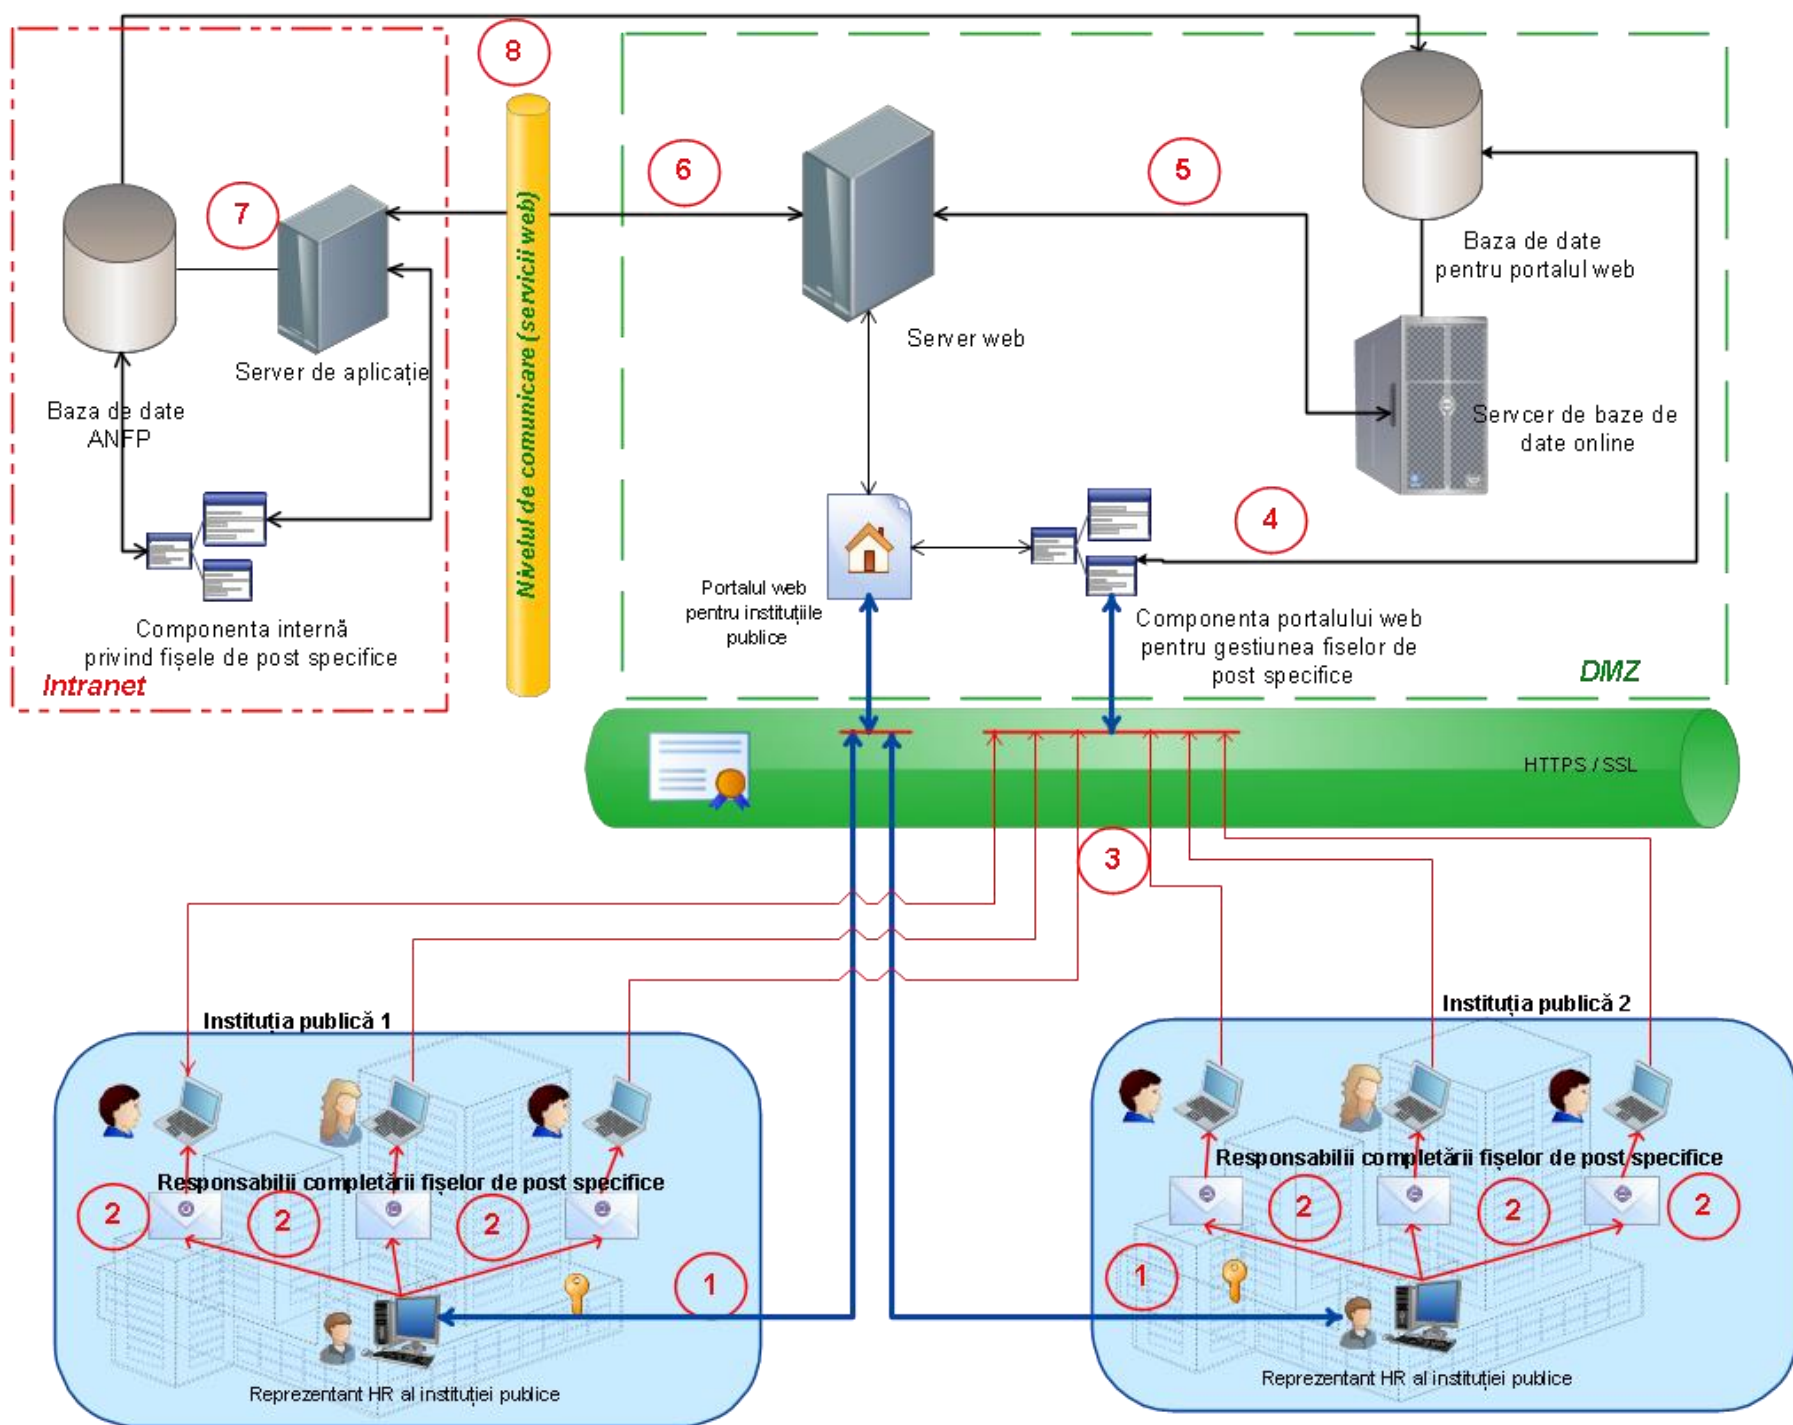 8
6
5
7
Nivelul de comunicare (servicii web)
Baza de date
pentru portalul web
Server web
Server de aplicație
Baza de date
ANFP
Servcer de baze de
date online
4
Portalul web
pentru instituțiile
publice
Componenta internă
privind fișele de post specifice
Componenta portalului web
pentru gestiunea fiselor de
post specifice
Intranet
DMZ
HTTPS / SSL
3
Instituția publică 1
Instituția publică 2
Responsabilii completării fișelor de post specifice
Responsabilii completării fișelor de post specifice
2
2
2
2
2
2
1
1
Reprezentant HR al instituției publice
Reprezentant HR al instituției publice